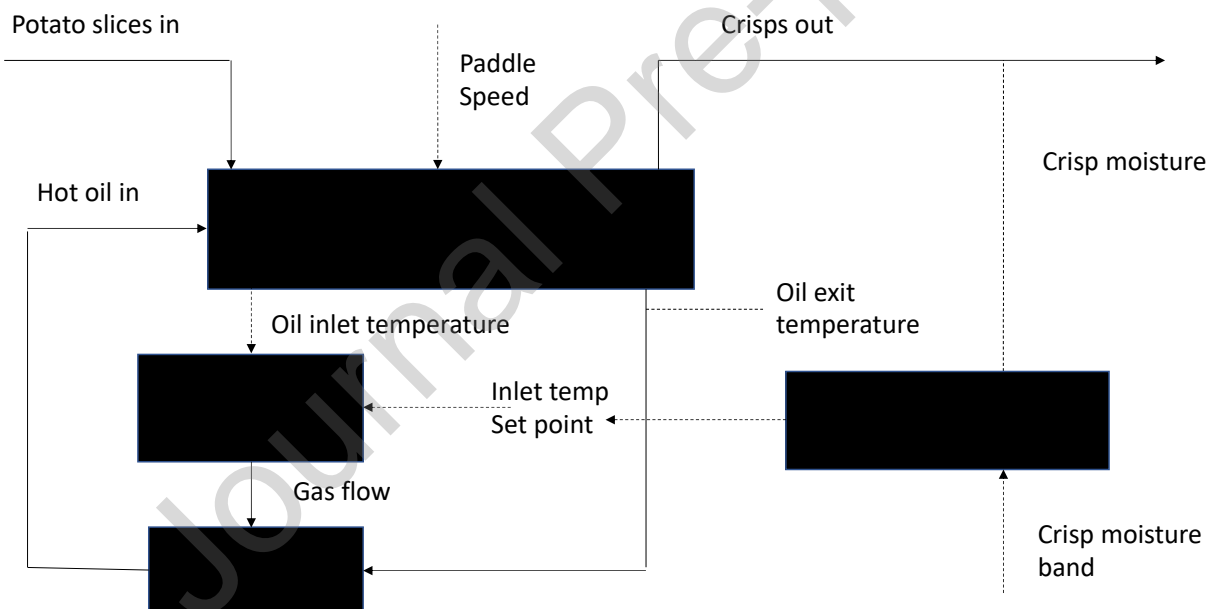 Potato slices in
Crisps out
Paddle
Speed
Crisp moisture
Hot oil in
Oil exit
temperature
Oil inlet temperature
Inlet temp
Set point
Gas flow
Crisp moisture
band
Journal Pre-